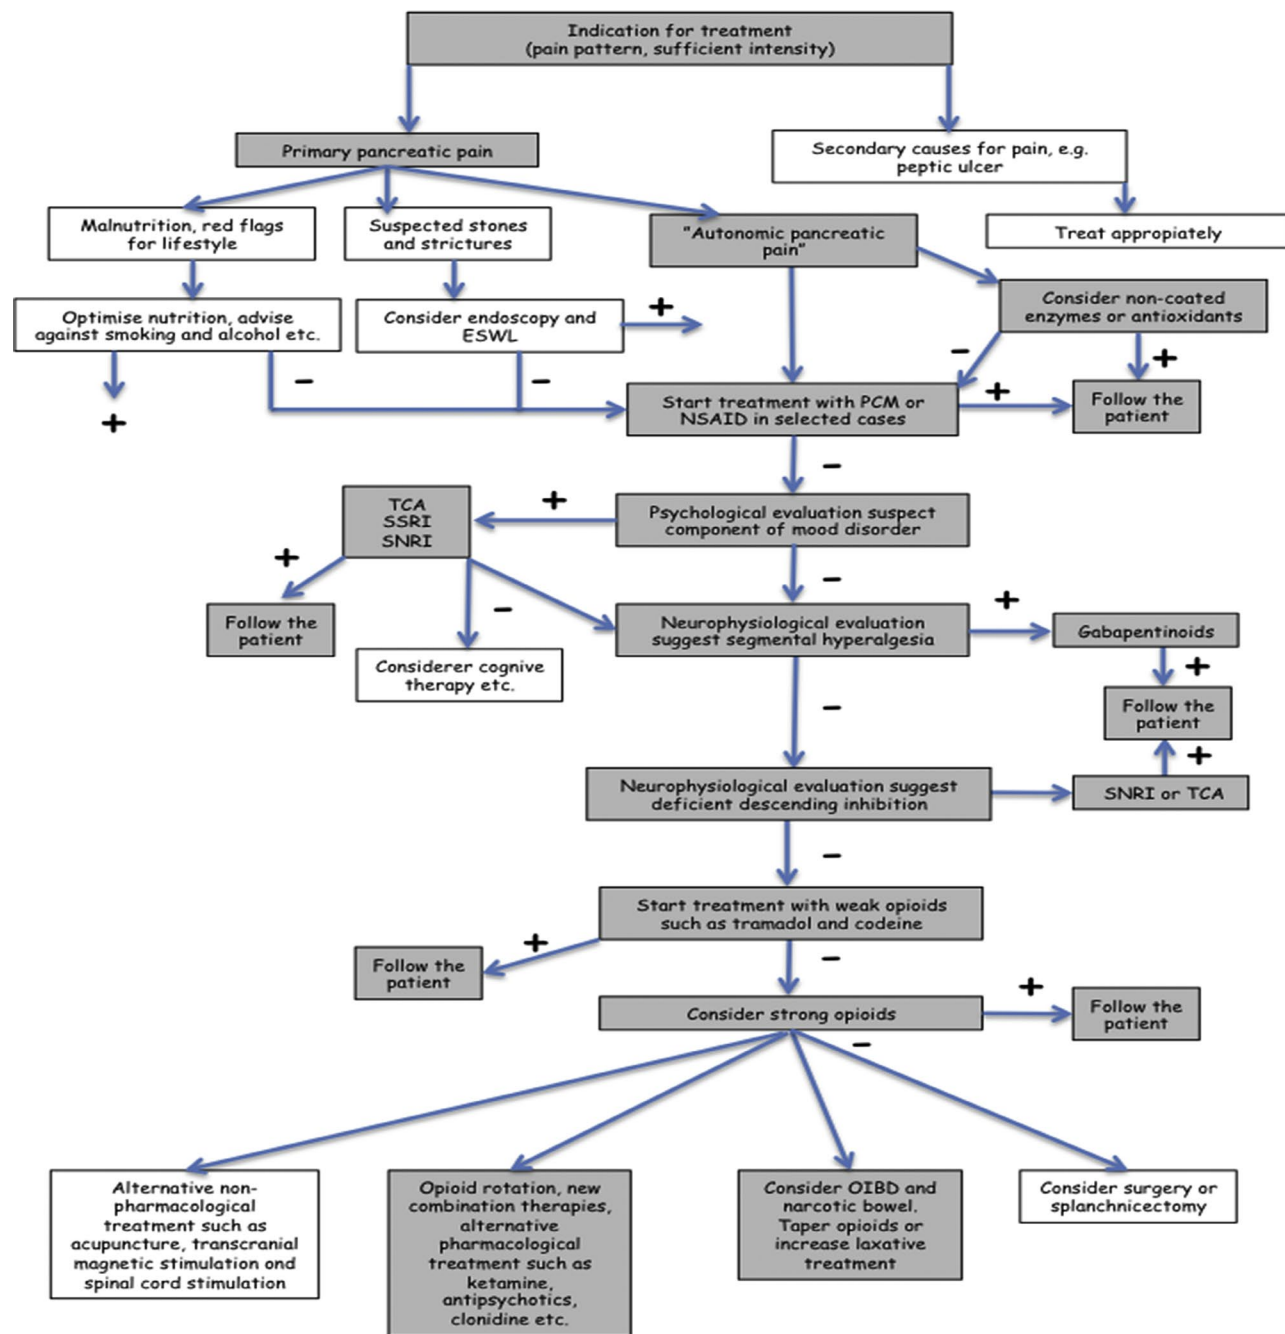 Indication for treatment
(pain pattern, sufficient intensity)
Primary pancreatic pain
Secondary causes for pain, e.g.
peptic ulcer
Malnutrition, red flags
for lifestyle
Suspected stones
and strictures
"Autonomic pancreatic
pain"
Treat appropiately
Optimise nutrition, advise
against smoking and alcohol etc.
Consider endoscopy and
ESWL
+
Consider non-coated
enzymes or antioxidants
+
–
–
–
–
+
Start treatment with PCM or
NSAID in selected cases
+
Follow the
patient
–
TCA
SSRI
SNRI
+
Psychological evaluation suspect
component of mood disorder
+
–
–
Follow the
patient
Neurophysiological evaluation
suggest segmental hyperalgesia
+
Gabapentinoids
Considerer cognive
therapy etc.
+
–
Follow the
patient
+
Neurophysiological evaluation suggest
deficient descending inhibition
SNRI or TCA
–
Start treatment with weak opioids
such as tramadol and codeine
+
Follow the
patient
–
Consider strong opioids
+
Follow the
patient
–
Alternative non-
pharmacological
treatment such as
acupuncture, transcranial
magnetic stimulation ond
spinal cord stimulation
Opioid rotation, new
combination therapies,
alternative
pharmacological
treatment such as
ketamine,
antipsychotics,
clonidine etc.
Consider OIBD and
narcotic bowel.
Taper opioids or
increase laxative
treatment
Consider surgery or
splanchnicectomy